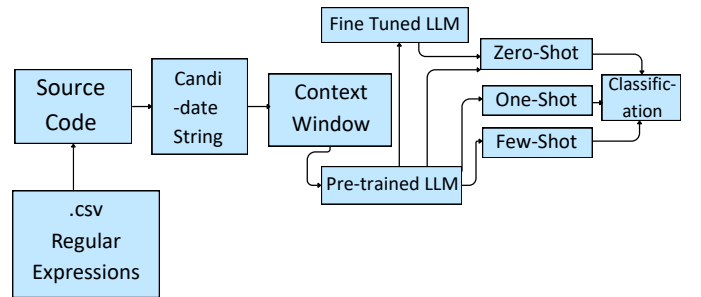 Fine Tuned LLM
Zero-Shot
Source
Code
Candi
-date
String
Context
Window
One-Shot
Classific-
ation
Few-Shot
Pre-trained LLM
.csv
Regular
Expressions